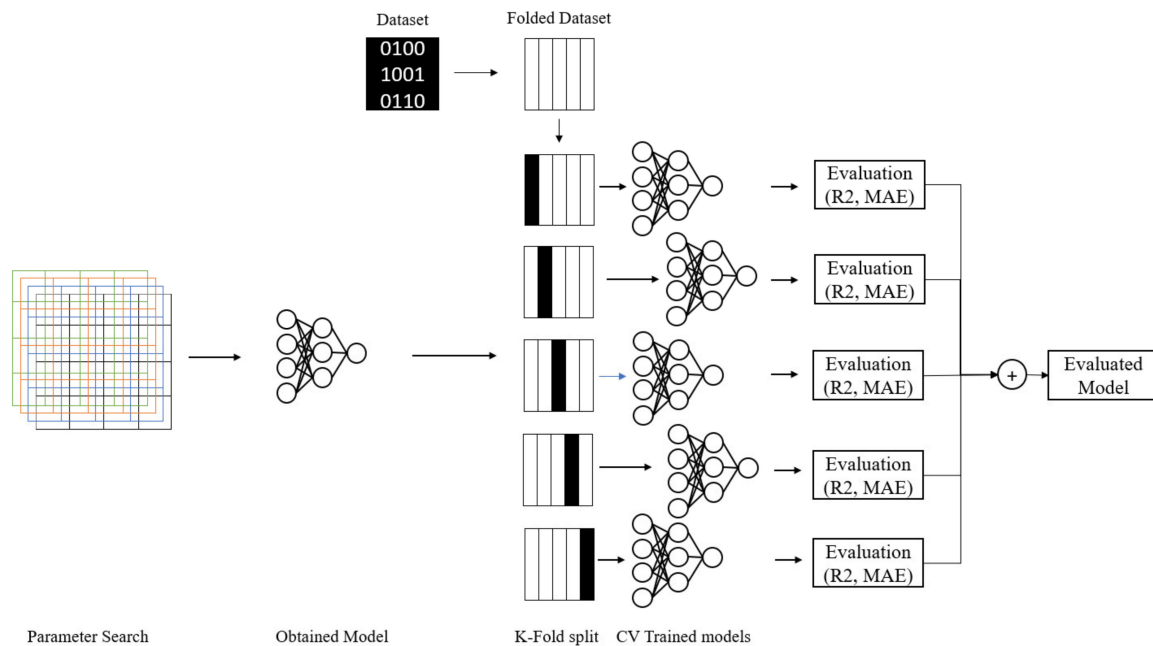 Dataset
Folded Dataset
0100
1001
0110
Evaluation
(R2, MAE)
Evaluation
(R2, MAE)
Evaluation
(R2, MAE)
+
Evaluated
Model
Evaluation
(R2, MAE)
Evaluation
(R2, MAE)
Parameter Search
Obtained Model
K-Fold split
CV Trained models